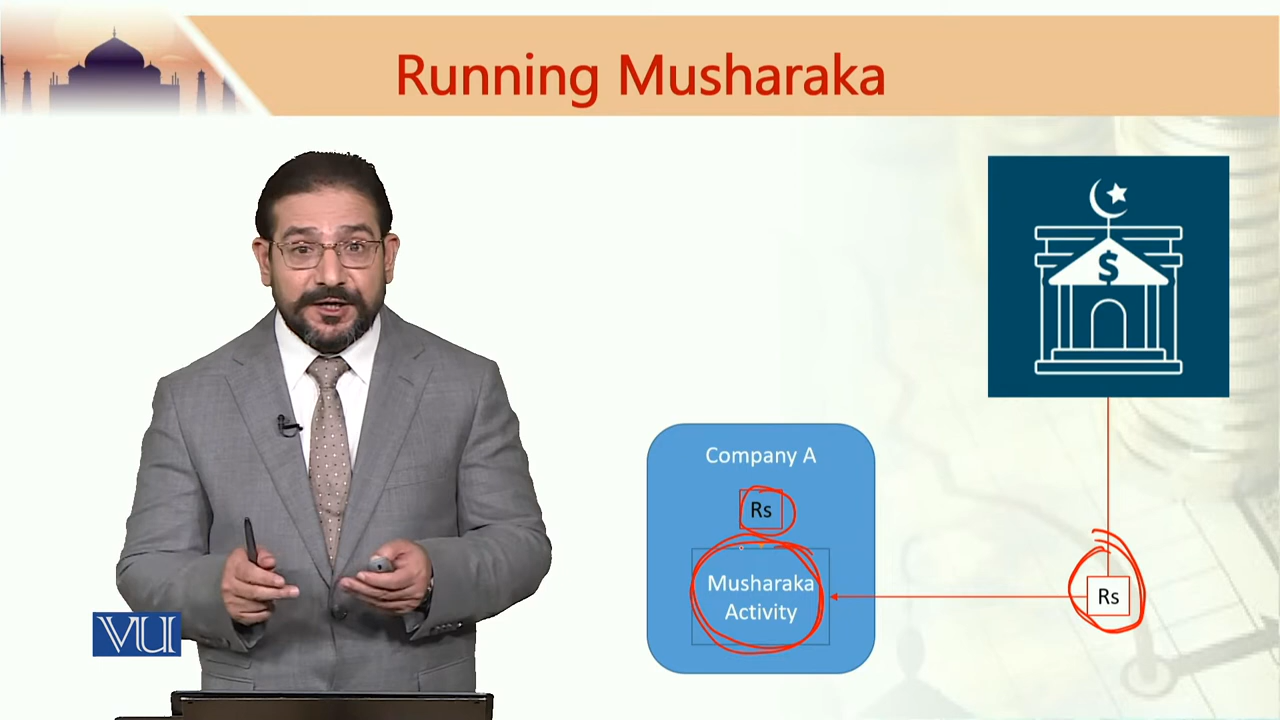 Running Musharaka
$
Company A
Rs
Musharaka
Activity
Rs
VU